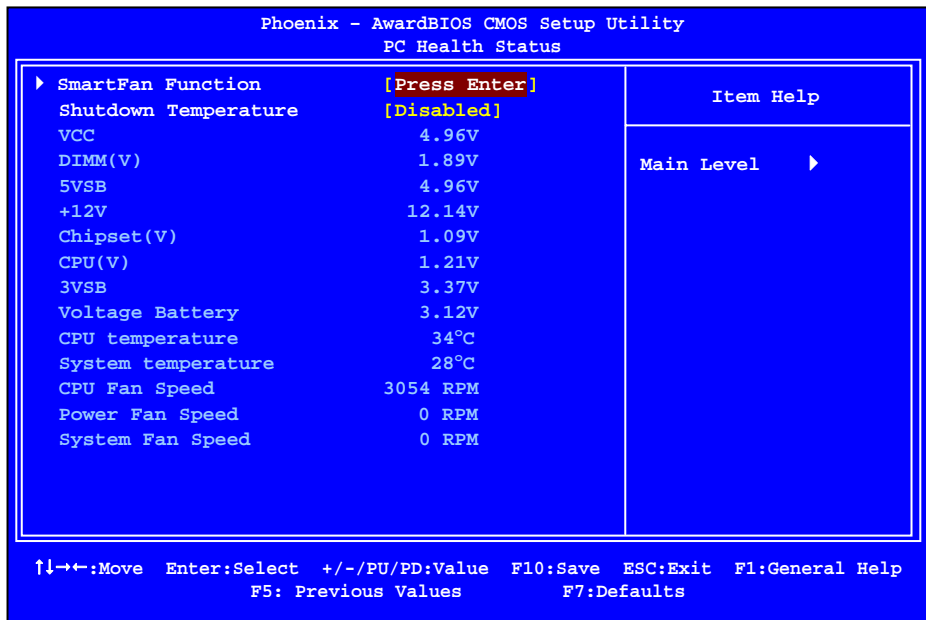 Phoenix – AwardBIOS CMOS Setup Utility
PC Health Status
SmartFan Function [Press Enter]
Shutdown Temperature [Disabled]
VCC 4.96V
DIMM(V) 1.89V
5VSB 4.96V
+12V 12.14V
Chipset(V) 1.09V
CPU(V) 1.21V
3VSB 3.37V
Voltage Battery 3.12V
CPU temperature 34°C
System temperature 28°C
CPU Fan Speed 3054 RPM
Power Fan Speed 0 RPM
System Fan Speed 0 RPM
Item Help
Main Level
↑↓→←:Move Enter:Select +/-/PU/PD:Value F10:Save ESC:Exit F1:General Help
F5: Previous Values F7:Defaults